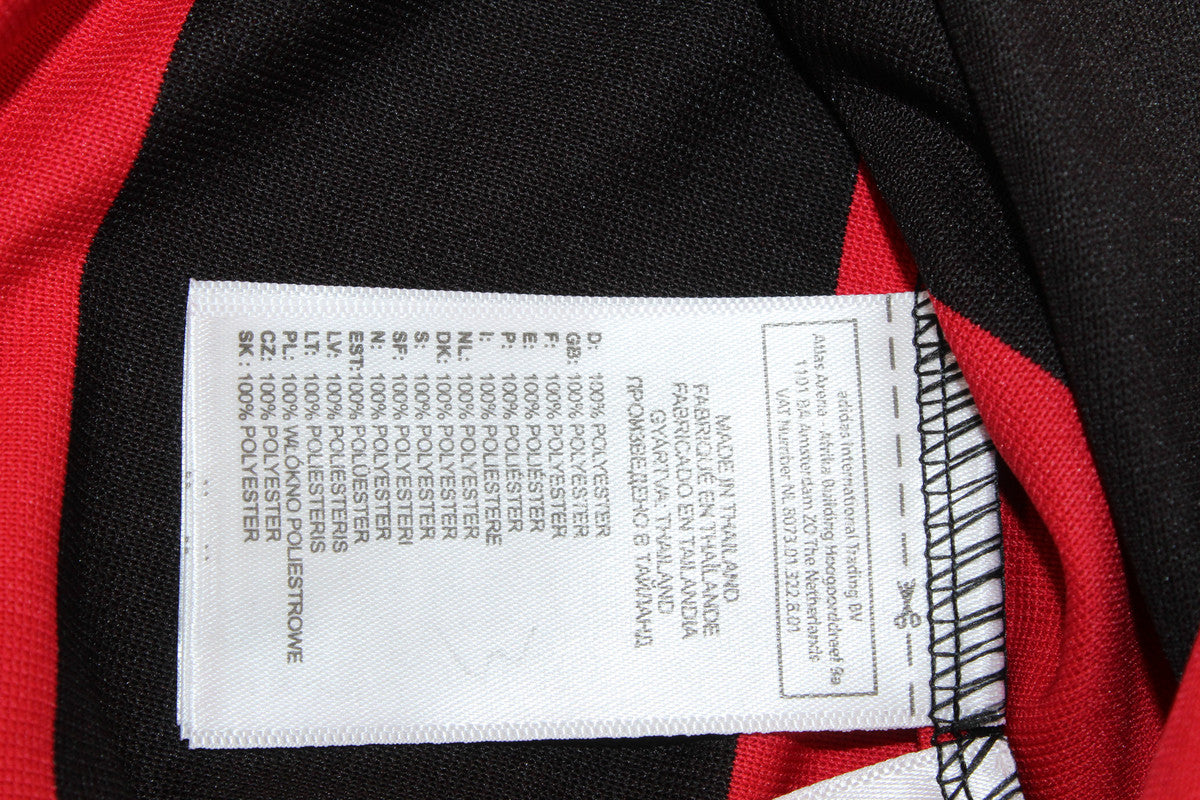 adidas International Trading BV
Atlas Arena - Afrika Building Hoogoorddreef 9a
1101 BA Amsterdam ZO The Netherlands
VAT Number NL 8073.01.322.B.01
MADE IN THAILAND
FABRIQUÉ EN THAÏLANDE
FABRICADO EN TAILANDIA
GYÁRTVA THAILAND
ПРОИЗВЕДЕНО В ТАЙЛАНД
D: 100% POLYESTER
GB: 100% POLYESTER
F: 100% POLYESTER
E: 100% POLIÉSTER
P: 100% POLIÉSTER
I: 100% POLIESTERE
NL: 100% POLYESTER
DK: 100% POLYESTER
S: 100% POLYESTER
SF: 100% POLYESTERI
N: 100% POLYESTER
EST: 100% POLÜESTER
LV: 100% POLIESTERIS
LT: 100% POLIESTERIS
PL: 100% WŁÓKNO POLIESTROWE
CZ: 100% POLYESTER
SK: 100% POLYESTER